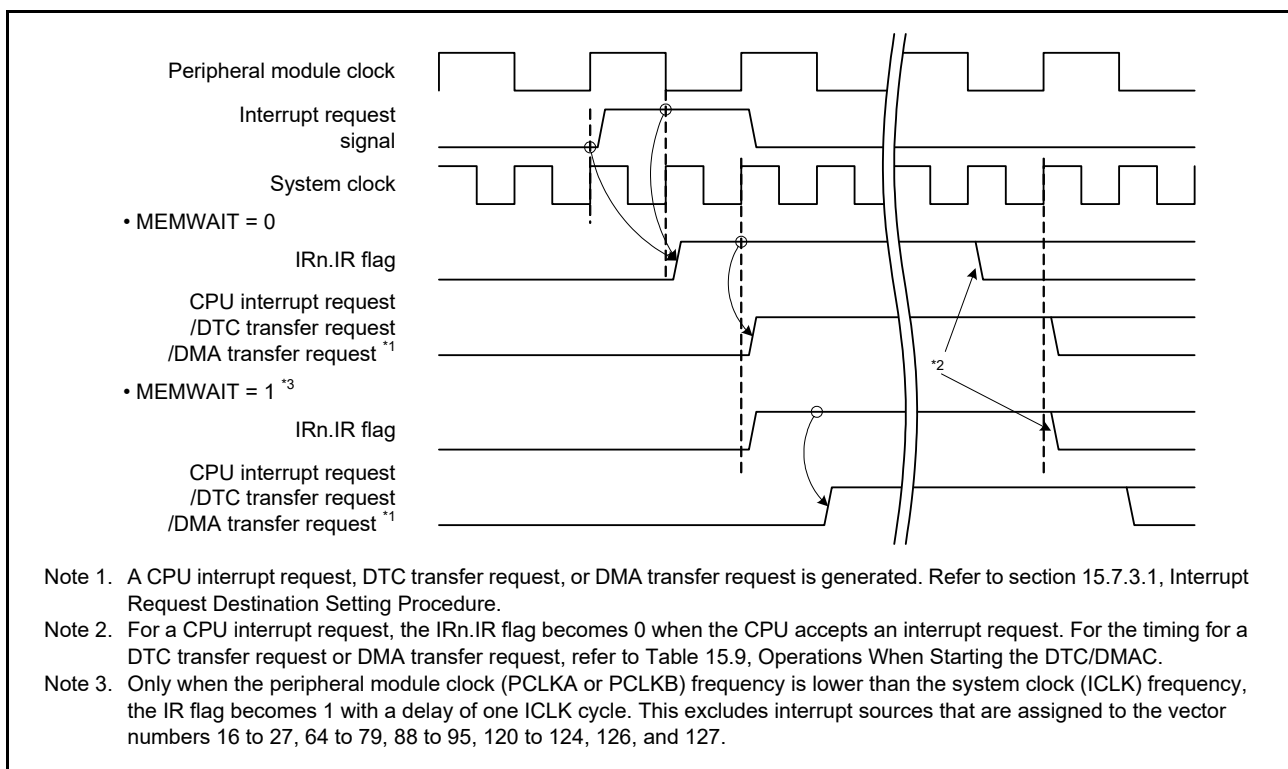 Peripheral module clock
Interrupt request
signal
System clock
• MEMWAIT = 0
IRn.IR flag
CPU interrupt request
/DTC transfer request
/DMA transfer request *1
*2
• MEMWAIT = 1 *3
IRn.IR flag
CPU interrupt request
/DTC transfer request
/DMA transfer request *1
Note 1. A CPU interrupt request, DTC transfer request, or DMA transfer request is generated. Refer to section 15.7.3.1, Interrupt
Request Destination Setting Procedure.
Note 2. For a CPU interrupt request, the IRn.IR flag becomes 0 when the CPU accepts an interrupt request. For the timing for a
DTC transfer request or DMA transfer request, refer to Table 15.9, Operations When Starting the DTC/DMAC.
Note 3. Only when the peripheral module clock (PCLKA or PCLKB) frequency is lower than the system clock (ICLK) frequency,
the IR flag becomes 1 with a delay of one ICLK cycle. This excludes interrupt sources that are assigned to the vector
numbers 16 to 27, 64 to 79, 88 to 95, 120 to 124, 126, and 127.